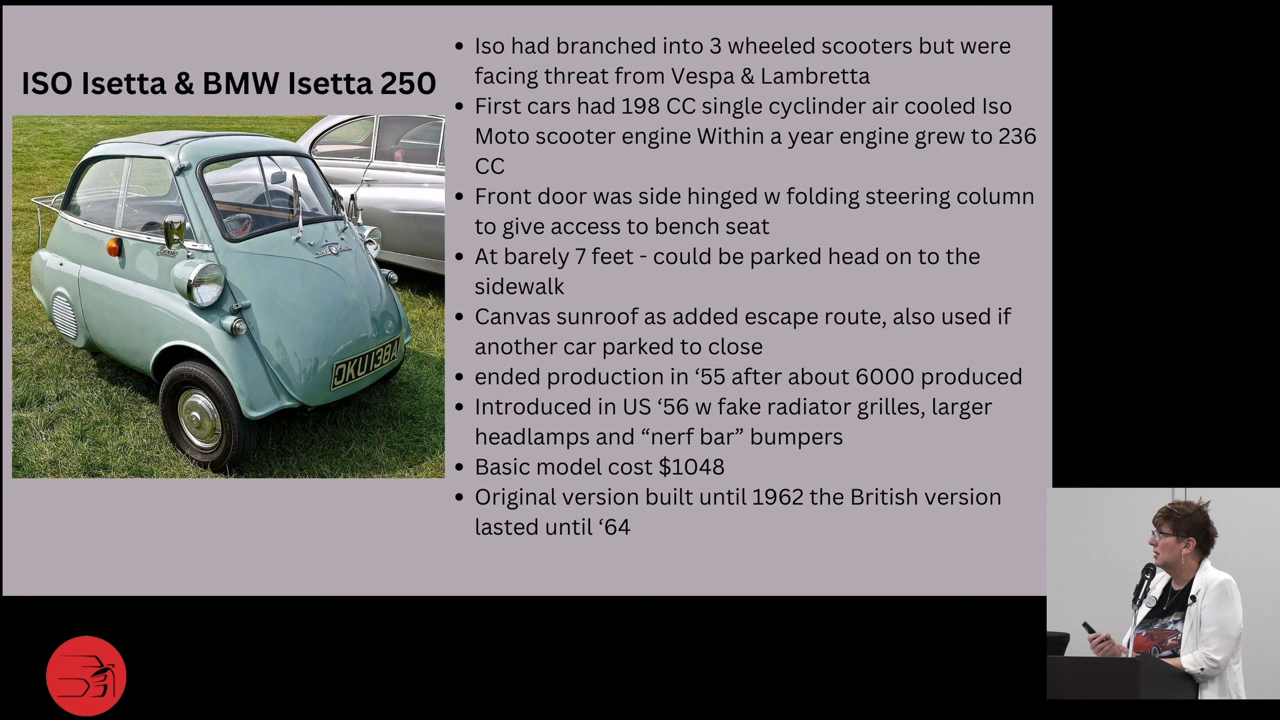 ISO Isetta & BMW Isetta 250
Iso had branched into 3 wheeled scooters but were
facing threat from Vespa & Lambretta
First cars had 198 CC single cyclinder air cooled Iso
Moto scooter engine Within a year engine grew to 236
CC
Front door was side hinged w folding steering column
to give access to bench seat
At barely 7 feet - could be parked head on to the
sidewalk
Canvas sunroof as added escape route, also used if
another car parked to close
ended production in ‘55 after about 6000 produced
Introduced in US ‘56 w fake radiator grilles, larger
headlamps and “nerf bar” bumpers
Basic model cost $1048
Original version built until 1962 the British version
lasted until ‘64
OKU138A